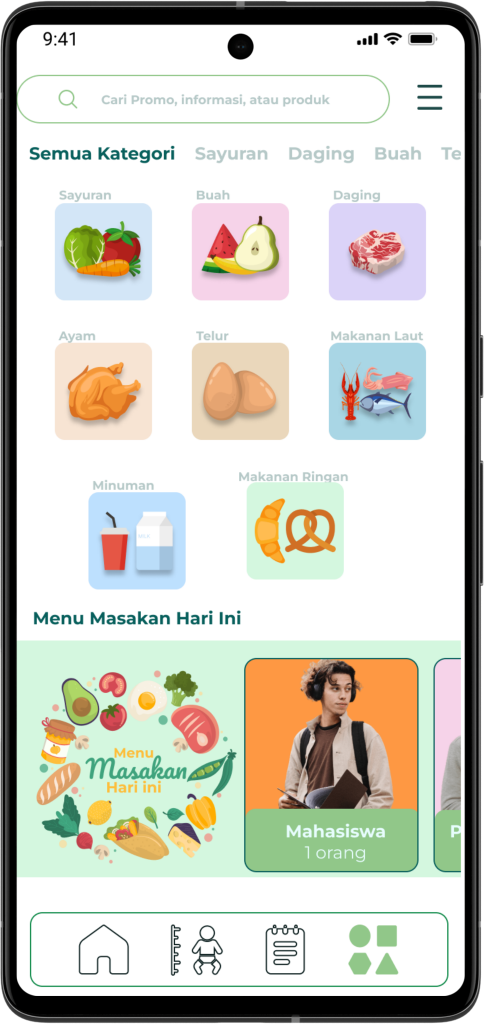 9:41
Cari Promo, informasi, atau produk
Semua Kategori Sayuran Daging Buah Te
Sayuran Buah Daging
Ayam Telur Makanan Laut
Minuman Makanan Ringan
Menu Masakan Hari Ini
Menu
Masakan
Hari ini
Mahasiswa P
1 orang